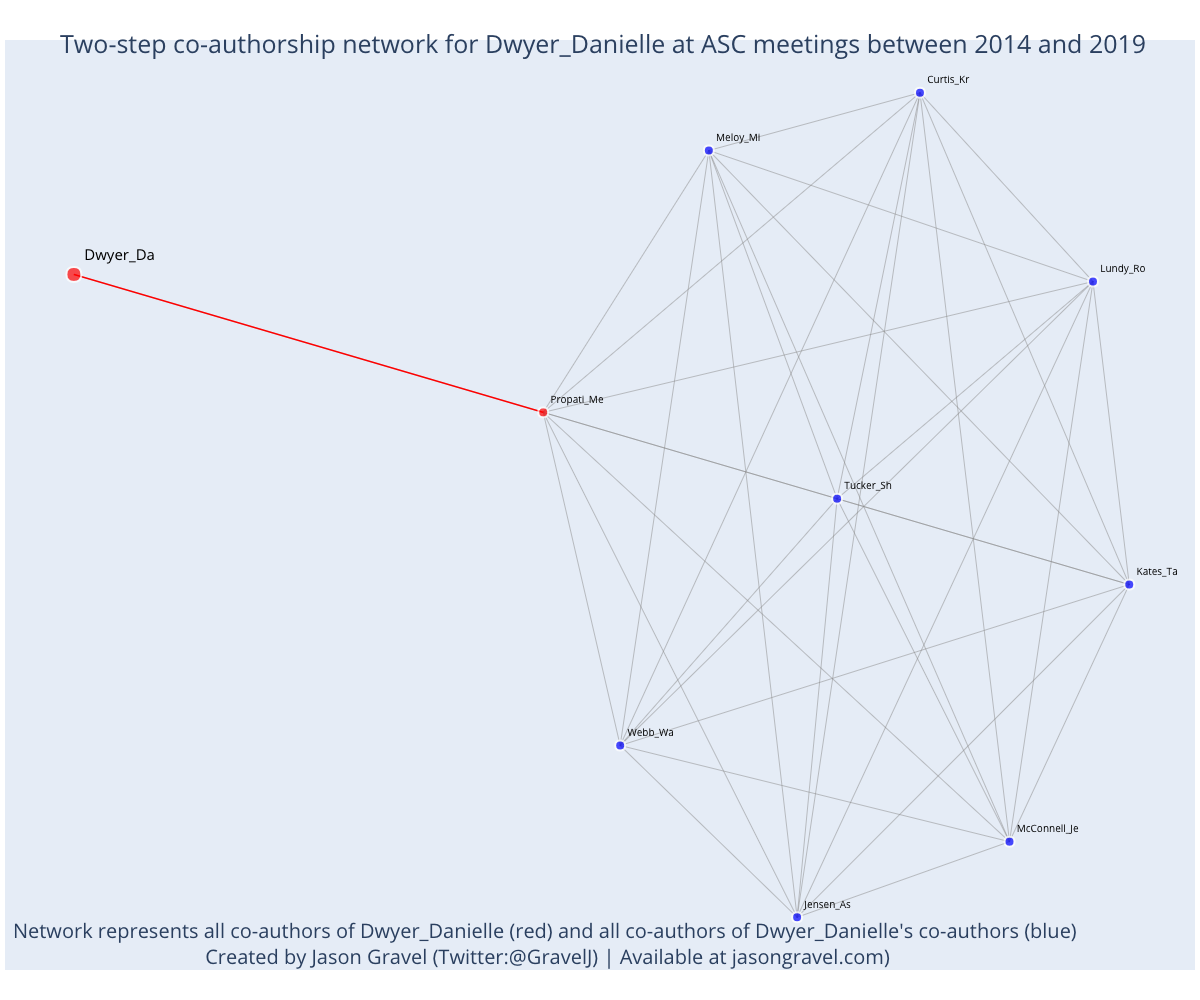 Two-step co-authorship network for Dwyer_Danielle at ASC meetings between 2014 and 2019
Curtis_Kr
Meloy_Mi
Dwyer_Da
Lundy_Ro
Propati_Me
Tucker_Sh
Kates_Ta
Webb_Wa
McConnell_Je
Jensen_As
Network represents all co-authors of Dwyer_Danielle (red) and all co-authors of Dwyer_Danielle's co-authors (blue)
Created by Jason Gravel (Twitter:@GravelJ) | Available at jasongravel.com)